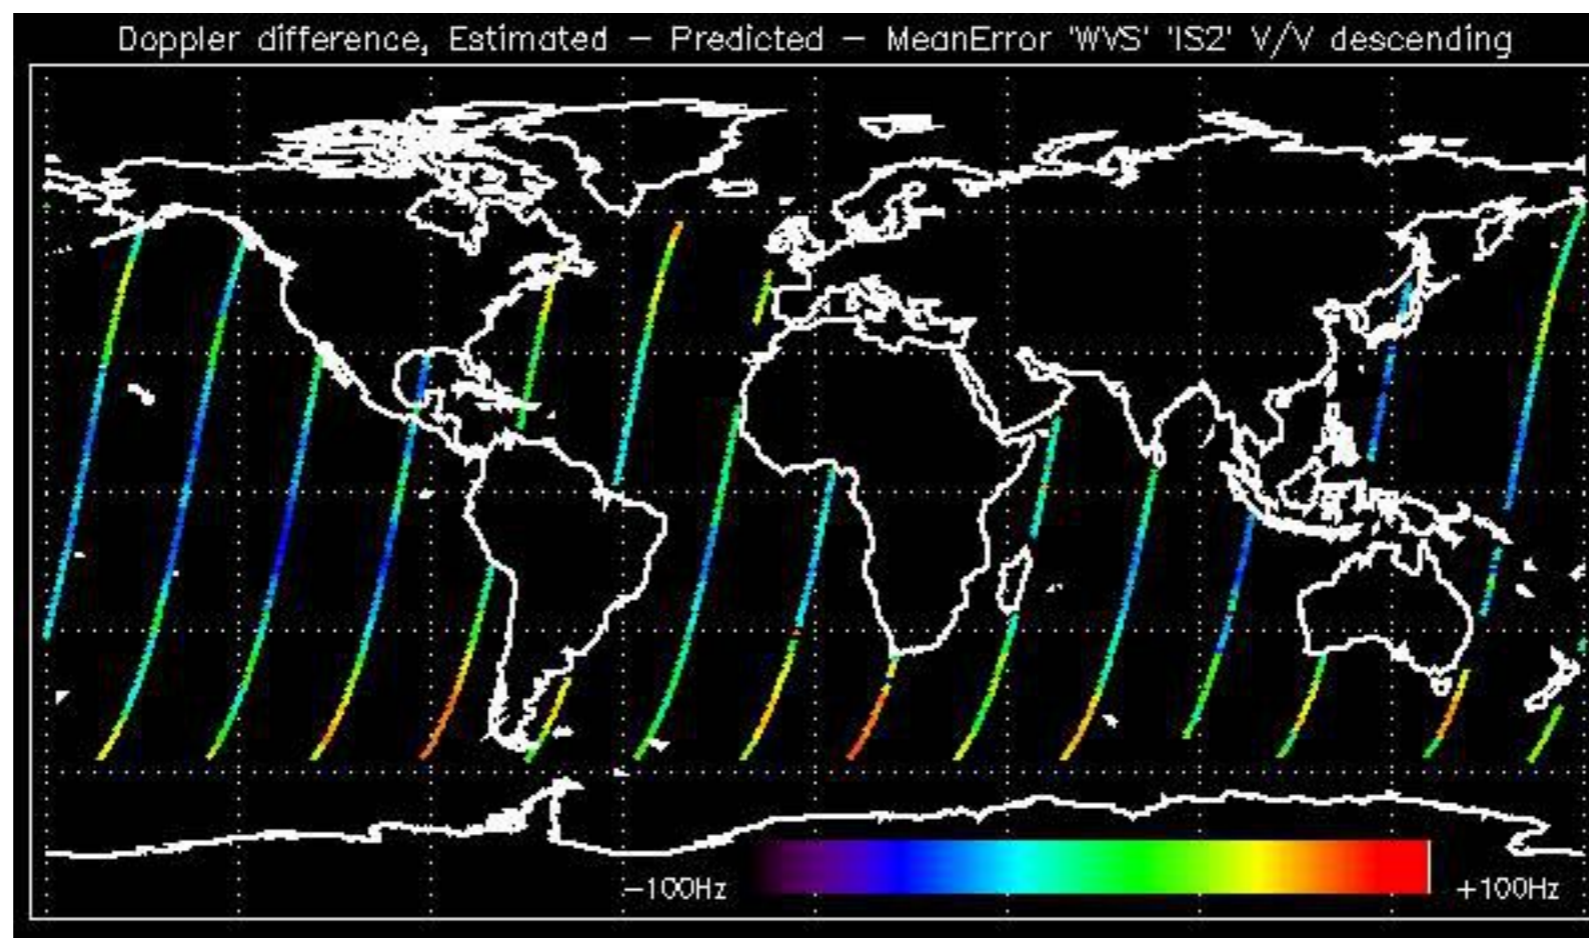 Doppler difference, Estimated - Predicted - MeanError 'WVS' 'IS2' V/V descending
-100Hz
+100Hz